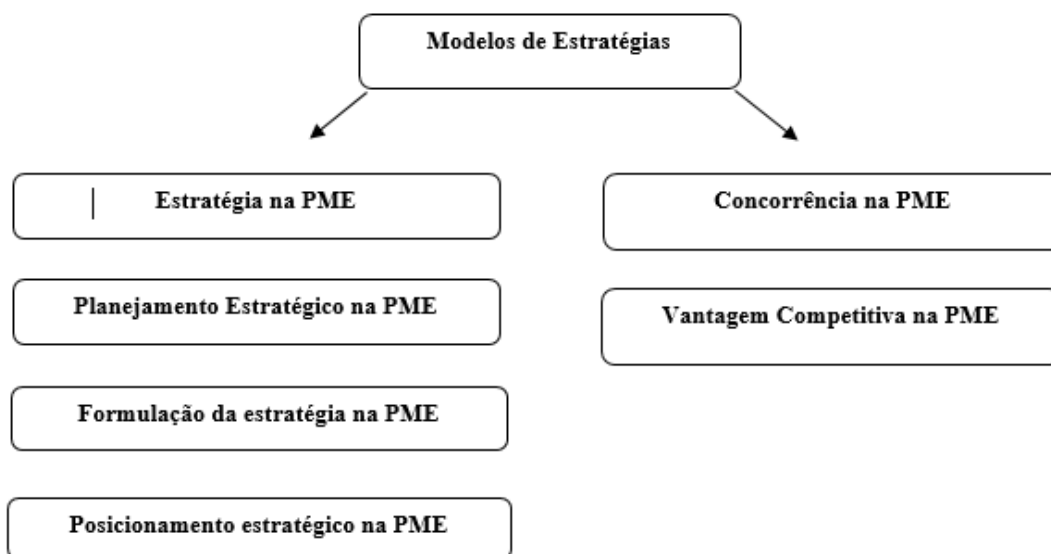 Modelos de Estratégias
Estratégia na PME
Planejamento Estratégico na PME
Formulação da estratégia na PME
Posicionamento estratégico na PME
Concorrência na PME
Vantagem Competitiva na PME